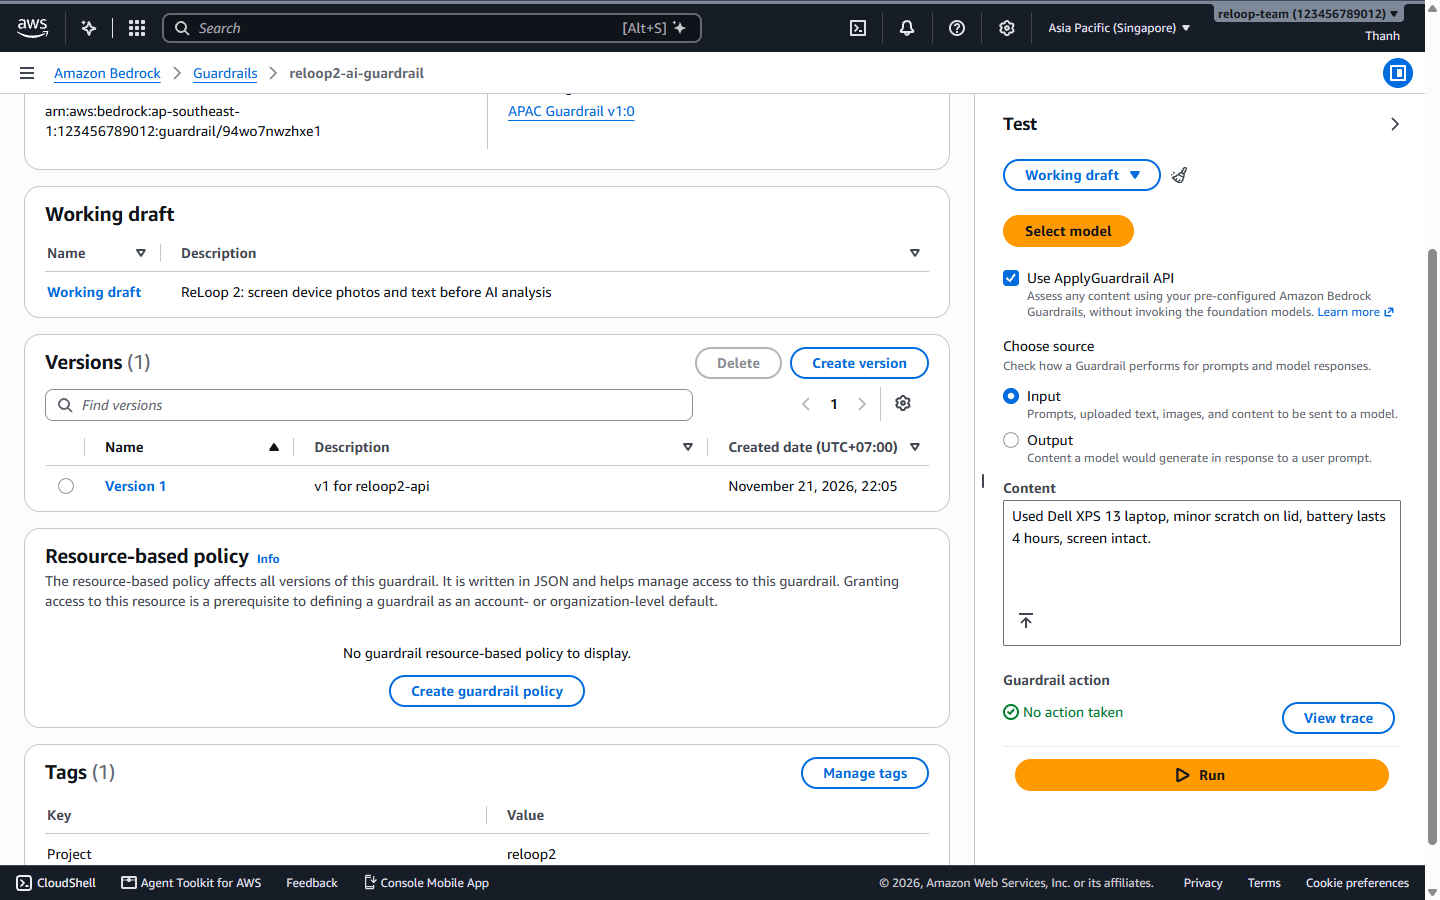 aws
Search
[Alt+S]
Asia Pacific (Singapore)
reloop-team (123456789012)
Thanh
Amazon Bedrock
Guardrails
reloop2-ai-guardrail
arn:aws:bedrock:ap-southeast-
1:123456789012:guardrail/94wo7nwzhxe1
APAC Guardrail v1:0
Working draft
Name
Description
Working draft
ReLoop 2: screen device photos and text before AI analysis
Versions (1)
Delete
Create version
Find versions
1
Name
Description
Created date (UTC+07:00)
Version 1
v1 for reloop2-api
November 21, 2026, 22:05
Resource-based policy Info
The resource-based policy affects all versions of this guardrail. It is written in JSON and helps manage access to this guardrail. Granting
access to this resource is a prerequisite to defining a guardrail as an account- or organization-level default.
No guardrail resource-based policy to display.
Create guardrail policy
Tags (1)
Manage tags
Key
Value
Project
reloop2
Test
Working draft
Select model
Use ApplyGuardrail API
Assess any content using your pre-configured Amazon Bedrock
Guardrails, without invoking the foundation models. Learn more
Choose source
Check how a Guardrail performs for prompts and model responses.
Input
Prompts, uploaded text, images, and content to be sent to a model.
Output
Content a model would generate in response to a user prompt.
Content
Used Dell XPS 13 laptop, minor scratch on lid, battery lasts
4 hours, screen intact.
Guardrail action
No action taken
View trace
Run
CloudShell
Agent Toolkit for AWS
Feedback
Console Mobile App
© 2026, Amazon Web Services, Inc. or its affiliates.
Privacy
Terms
Cookie preferences